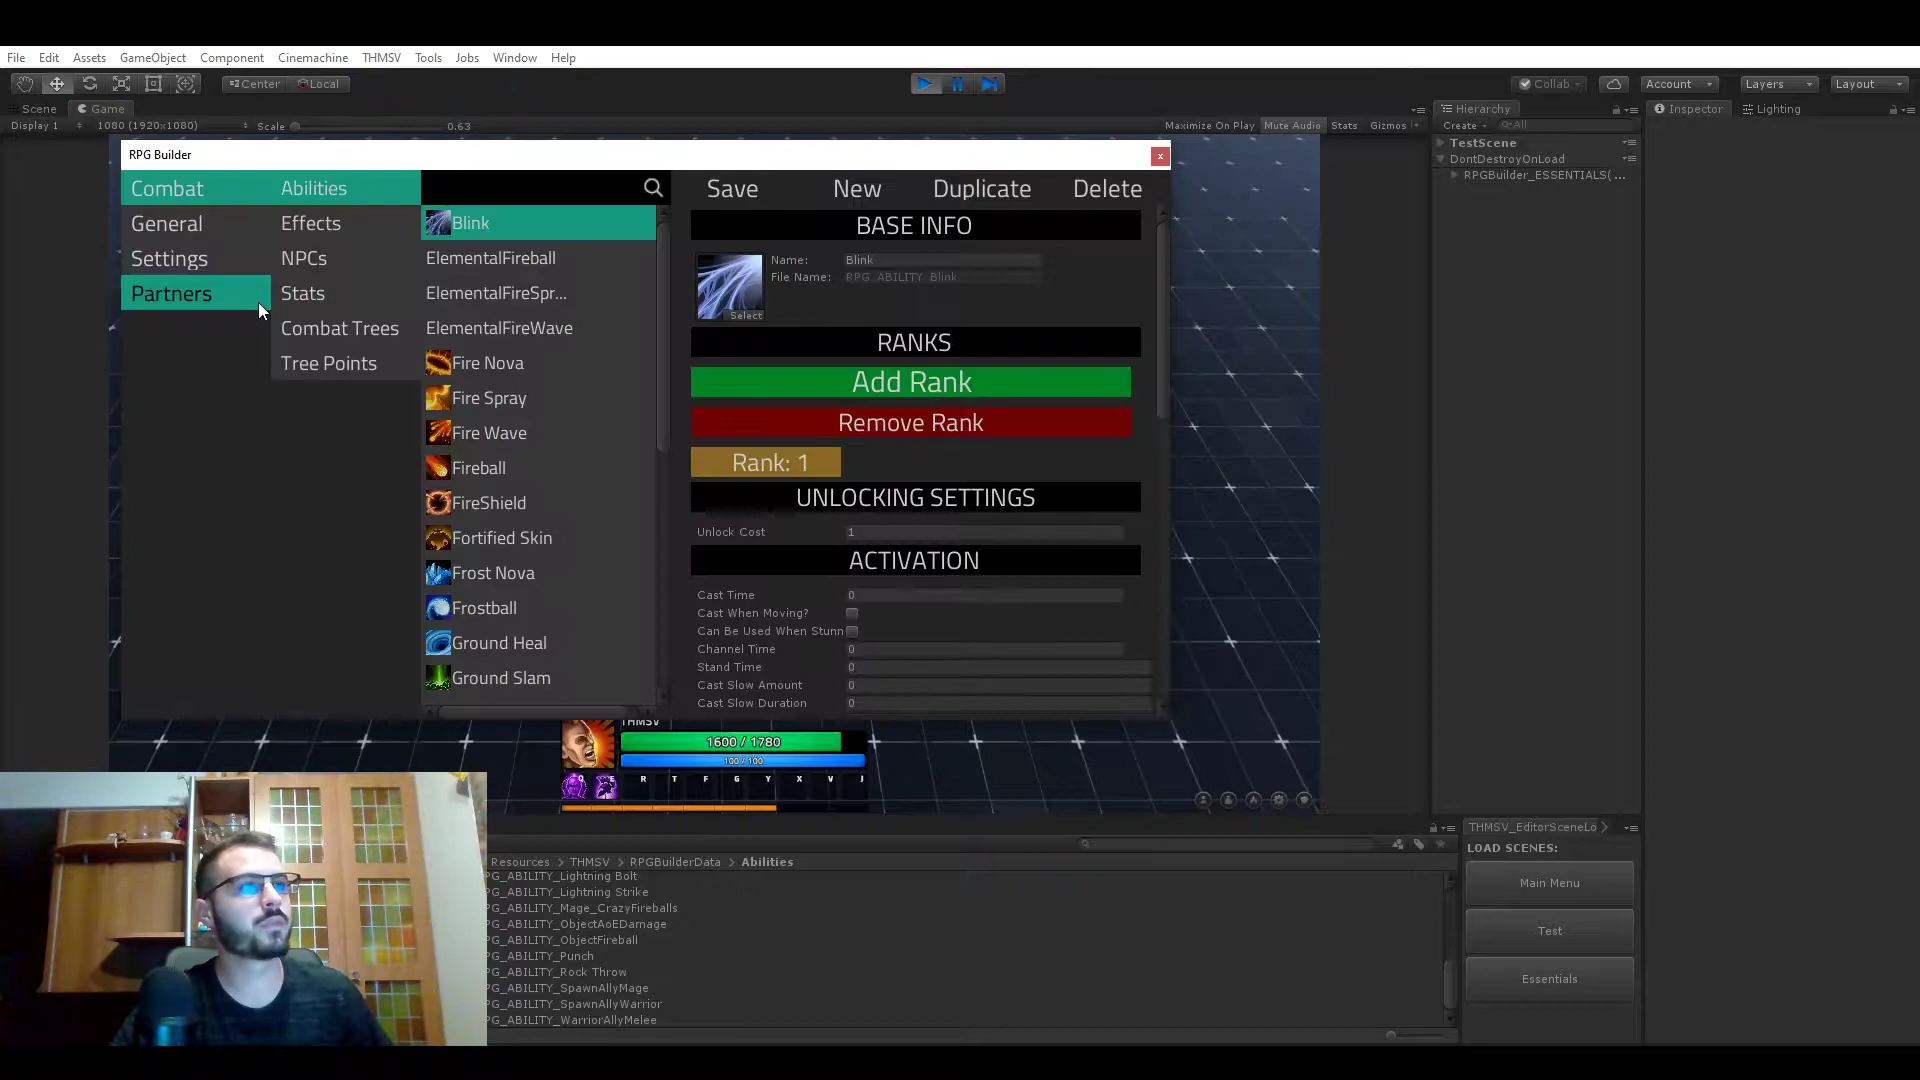 File Edit Assets GameObject Component Cinemachine THMSV Tools Jobs Window Help
Center Local Collab Account Layers Layout
Scene Game
Display 1 1080 (1920x1080) Scale 0.63 Maximize On Play Mute Audio Stats Gizmos
RPG Builder x
Combat
General
Settings
Partners
Abilities
Effects
NPCs
Stats
Combat Trees
Tree Points
Blink
ElementalFireball
ElementalFireSpr...
ElementalFireWave
Fire Nova
Fire Spray
Fire Wave
Fireball
FireShield
Fortified Skin
Frost Nova
Frostball
Ground Heal
Ground Slam
Save New Duplicate Delete
BASE INFO
Name: Blink
File Name: RPG_ABILITY_Blink
Select
RANKS
Add Rank
Remove Rank
Rank: 1
UNLOCKING SETTINGS
Unlock Cost 1
ACTIVATION
Cast Time 0
Cast When Moving?
Can Be Used When Stunn
Channel Time 0
Stand Time 0
Cast Slow Amount 0
Cast Slow Duration 0
THMSV
1600 / 1780
100 / 100
Q E R T F G Y X V J
Hierarchy
Create All
TestScene
DontDestroyOnLoad
RPGBuilder_ESSENTIALS( ...
Inspector Lighting
Resources > THMSV > RPGBuilderData > Abilities
PG_ABILITY_Lightning Bolt
PG_ABILITY_Lightning Strike
PG_ABILITY_Mage_CrazyFireballs
PG_ABILITY_ObjectAoEDamage
PG_ABILITY_ObjectFireball
PG_ABILITY_Punch
PG_ABILITY_Rock Throw
PG_ABILITY_SpawnAllyMage
PG_ABILITY_SpawnAllyWarrior
PG_ABILITY_WarriorAllyMelee
THMSV_EditorSceneLo
LOAD SCENES:
Main Menu
Test
Essentials